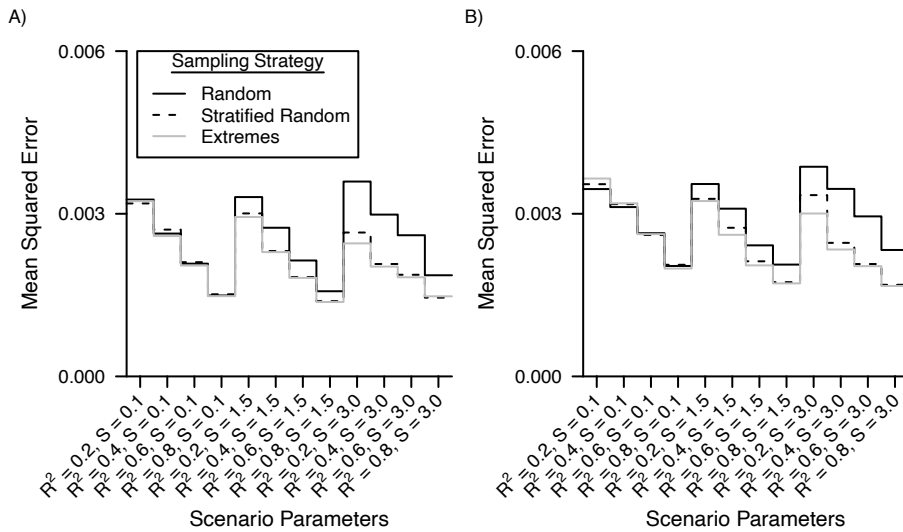 A)
Mean Squared Error
0.006
0.003
0.000
Sampling Strategy
Random
Stratified Random
Extremes
R² = 0.2, S = 0.1
R² = 0.4, S = 0.1
R² = 0.6, S = 0.1
R² = 0.8, S = 0.1
R² = 0.2, S = 1.5
R² = 0.4, S = 1.5
R² = 0.6, S = 1.5
R² = 0.8, S = 1.5
R² = 0.2, S = 3.0
R² = 0.4, S = 3.0
R² = 0.6, S = 3.0
R² = 0.8, S = 3.0
Scenario Parameters
B)
Mean Squared Error
0.006
0.003
0.000
R² = 0.2, S = 0.1
R² = 0.4, S = 0.1
R² = 0.6, S = 0.1
R² = 0.8, S = 0.1
R² = 0.2, S = 1.5
R² = 0.4, S = 1.5
R² = 0.6, S = 1.5
R² = 0.8, S = 1.5
R² = 0.2, S = 3.0
R² = 0.4, S = 3.0
R² = 0.6, S = 3.0
R² = 0.8, S = 3.0
Scenario Parameters